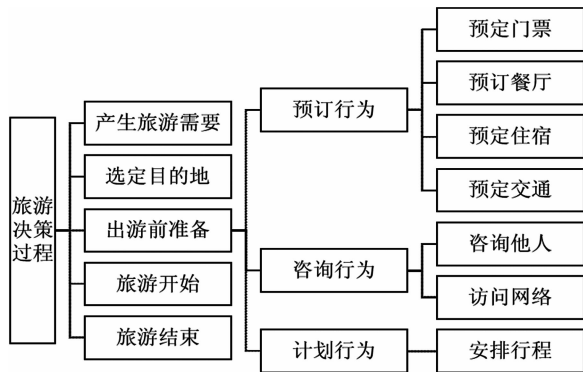 旅游
决策
过程
产生旅游需要
选定目的地
出游前准备
旅游开始
旅游结束
预订行为
咨询行为
计划行为
预定门票
预订餐厅
预定住宿
预定交通
咨询他人
访问网络
安排行程